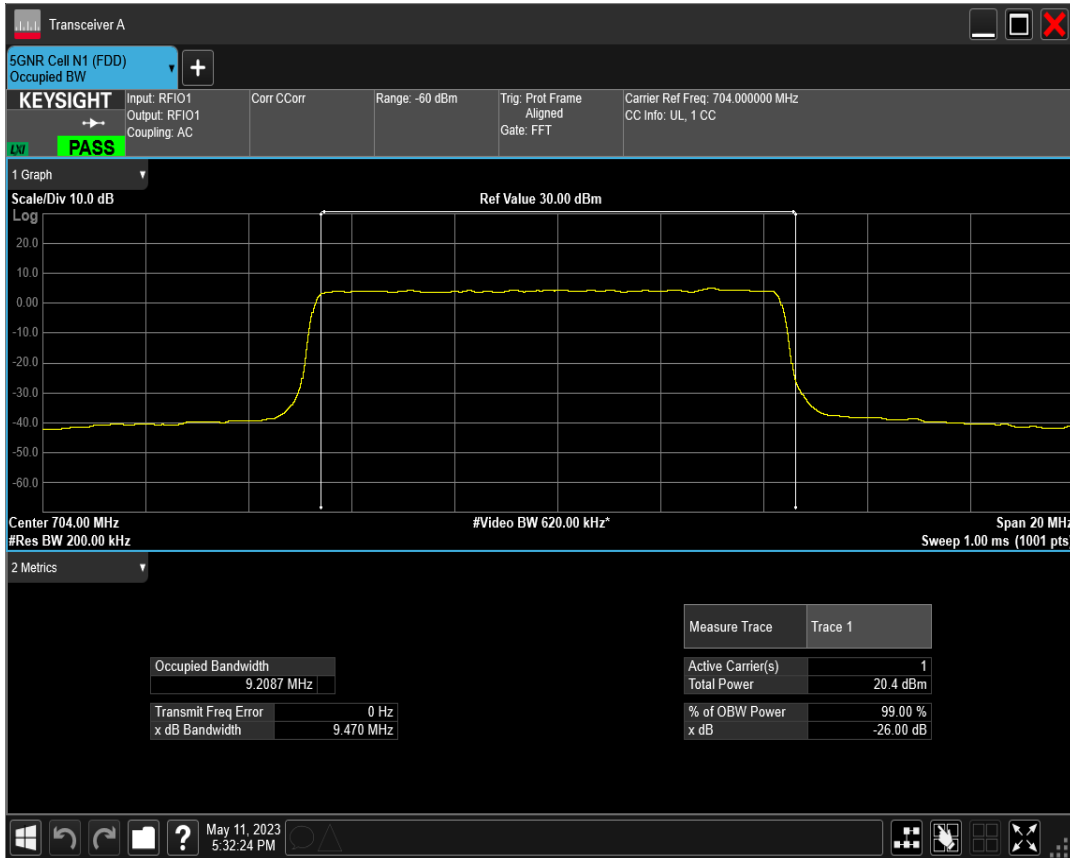 Transceiver A
5GNR Cell N1 (FDD)
Occupied BW
KEYSIGHT
LXI
PASS
Input: RFIO1
Output: RFIO1
Coupling: AC
Corr CCorr
Range: -60 dBm
Trig: Prot Frame
Aligned
Gate: FFT
Carrier Ref Freq: 704.000000 MHz
CC Info: UL, 1 CC
1 Graph
Scale/Div 10.0 dB
Ref Value 30.00 dBm
Log
20.0
10.0
0.00
-10.0
-20.0
-30.0
-40.0
-50.0
-60.0
Center 704.00 MHz
#Video BW 620.00 kHz*
Span 20 MHz
#Res BW 200.00 kHz
Sweep 1.00 ms (1001 pts)
2 Metrics
Measure Trace Trace 1
Occupied Bandwidth
9.2087 MHz
Active Carrier(s) 1
Total Power 20.4 dBm
Transmit Freq Error 0 Hz
x dB Bandwidth 9.470 MHz
% of OBW Power 99.00 %
x dB -26.00 dB
May 11, 2023
5:32:24 PM